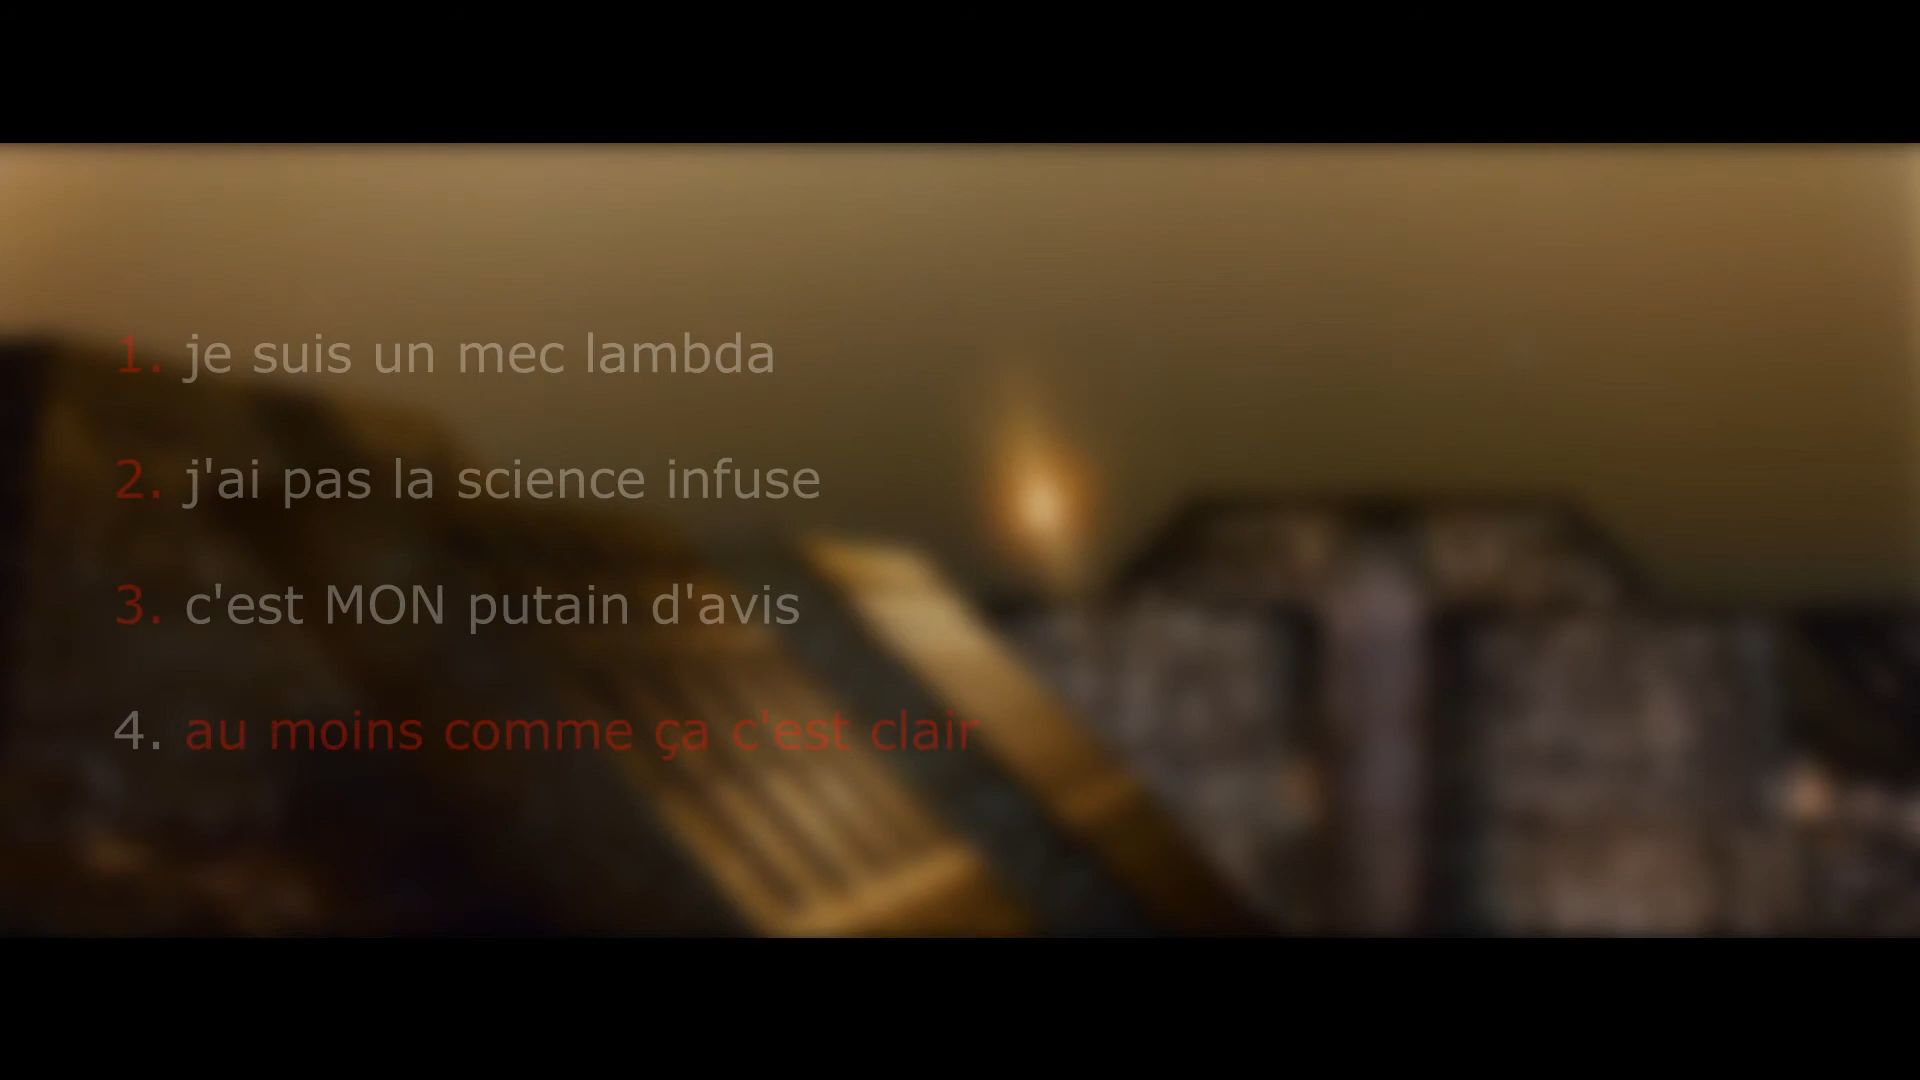 1. je suis un mec lambda
2. j'ai pas la science infuse
3. c'est MON putain d'avis
4. au moins comme ça c'est clair